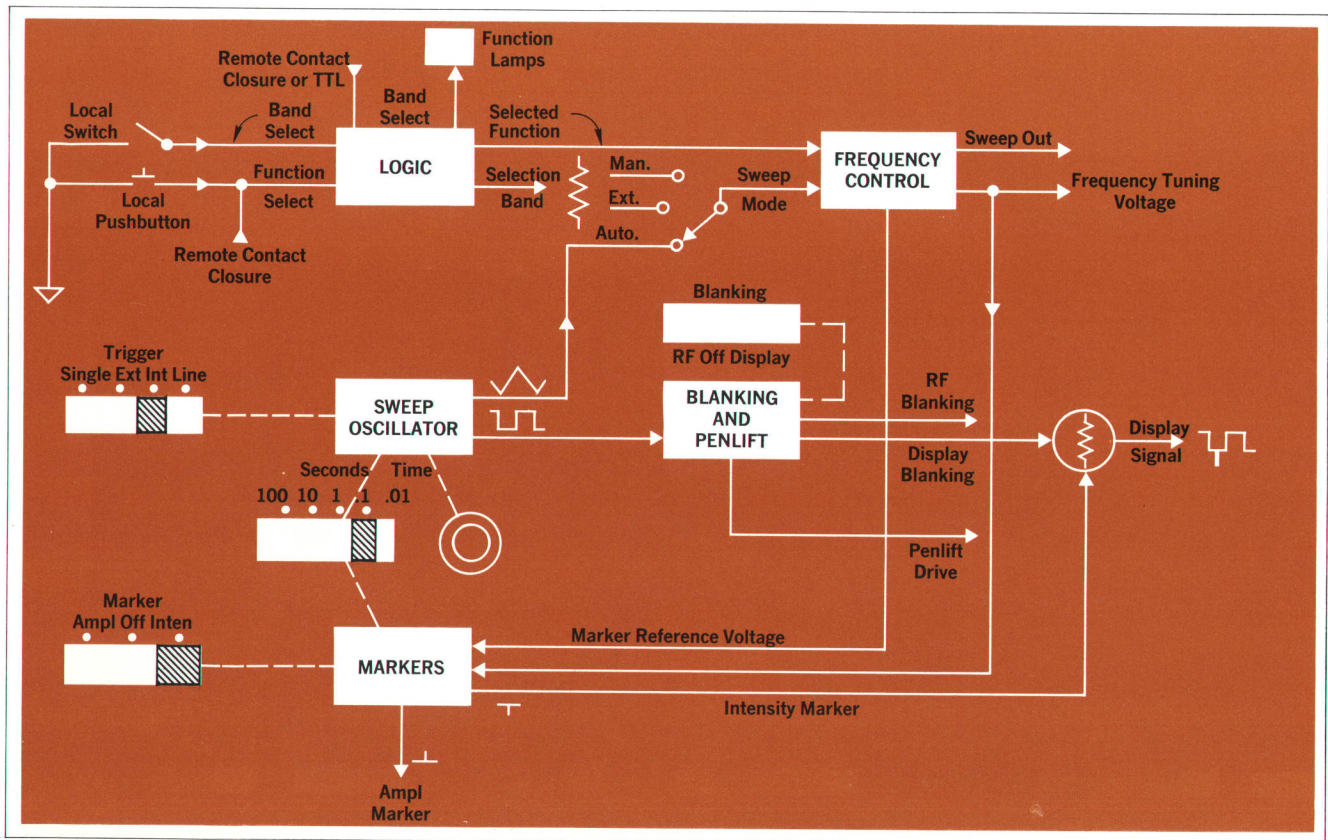 Function
Lamps
Remote Contact
Closure or TTL
Band
Select
Local
Switch
Band
Select
Selected
Function
LOGIC
FREQUENCY
CONTROL
Sweep Out
Function
Select
Selection
Band
Man.
Ext.
Auto.
Sweep
Mode
Frequency Tuning
Voltage
Local
Pushbutton
Remote Contact
Closure
Blanking
RF Off Display
Trigger
Single Ext Int Line
SWEEP
OSCILLATOR
BLANKING
AND
PENLIFT
RF
Blanking
Display
Blanking
Display
Signal
Seconds Time
100 10 1 .1 .01
Penlift
Drive
Marker
Ampl Off Inten
MARKERS
Marker Reference Voltage
Intensity Marker
Ampl
Marker